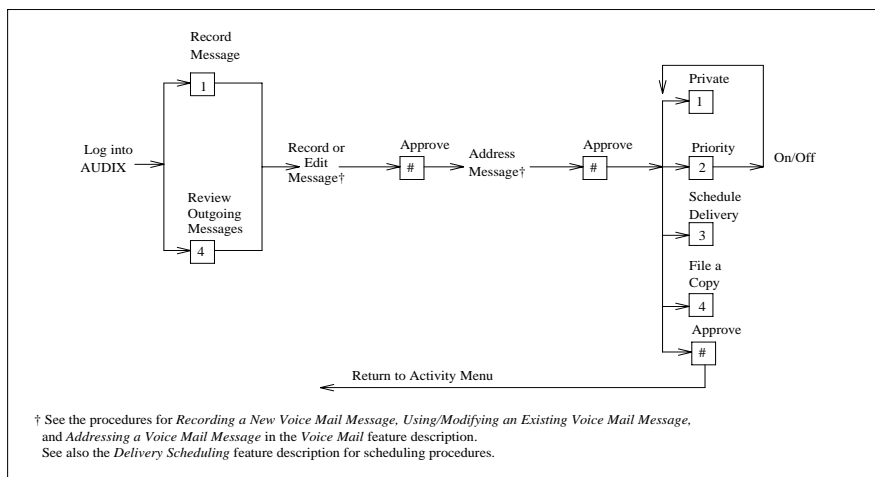 Record
Message
1
Log into
AUDIX
Review
Outgoing
Messages
4
Record or
Edit
Message†
Approve
#
Address
Message†
Approve
#
Private
1
Priority
2
On/Off
Schedule
Delivery
3
File a
Copy
4
Approve
#
Return to Activity Menu
† See the procedures for Recording a New Voice Mail Message, Using/Modifying an Existing Voice Mail Message,
and Addressing a Voice Mail Message in the Voice Mail feature description.
See also the Delivery Scheduling feature description for scheduling procedures.